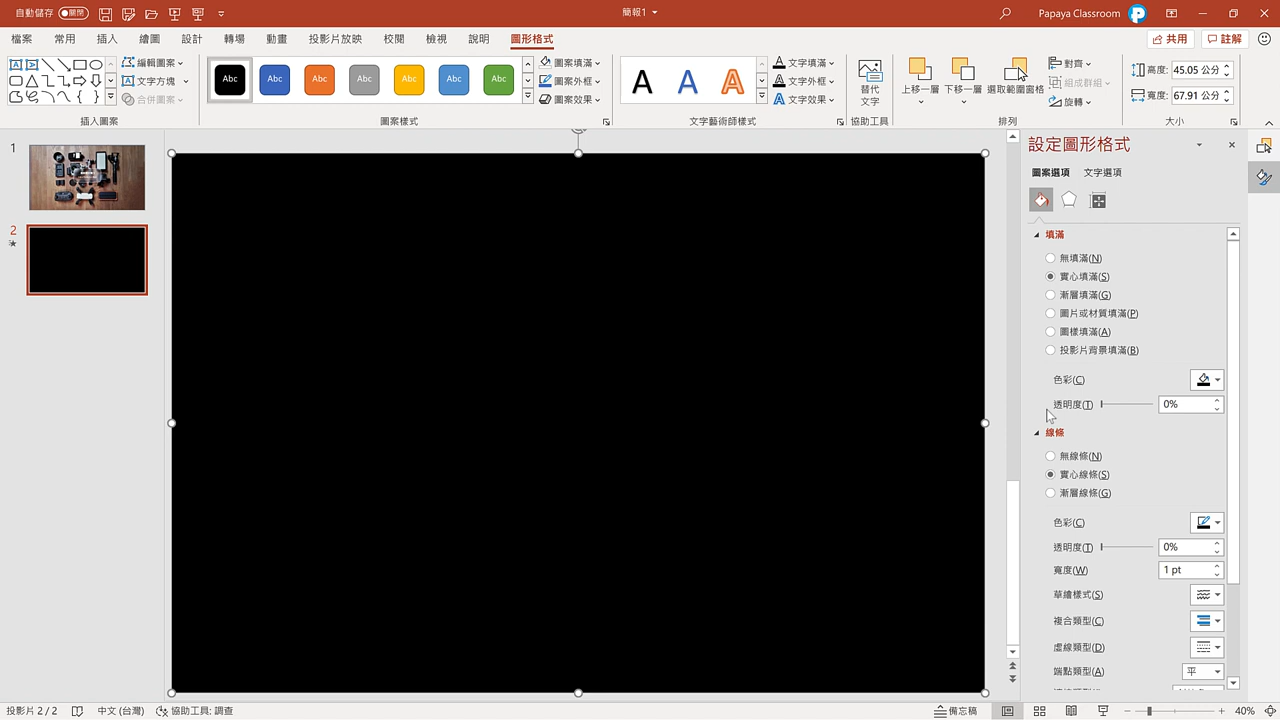 自動儲存 關閉 簡報1 Papaya Classroom
檔案 常用 插入 繪圖 設計 轉場 動畫 投影片放映 校閱 檢視 說明 圖形格式 共用 註解
編輯圖案
文字方塊
合併圖案
插入圖案
Abc Abc Abc Abc Abc Abc Abc
圖案填滿
圖案外框
圖案效果
圖案樣式
A A A
文字填滿
文字外框
文字效果
文字藝術師樣式
替代
文字
協助工具
上移一層 下移一層 選取範圍窗格
對齊
組成群組
旋轉
排列
高度: 45.05 公分
寬度: 67.91 公分
大小
1
2
設定圖形格式
圖案選項 文字選項
填滿
無填滿(N)
實心填滿(S)
漸層填滿(G)
圖片或材質填滿(P)
圖樣填滿(A)
投影片背景填滿(B)
色彩(C)
透明度(T) 0%
線條
無線條(N)
實心線條(S)
漸層線條(G)
色彩(C)
透明度(T) 0%
寬度(W) 1 pt
草繪樣式(S)
複合類型(C)
虛線類型(D)
端點類型(A) 平
投影片 2 / 2 中文 (台灣) 協助工具: 調查 備忘稿 40%